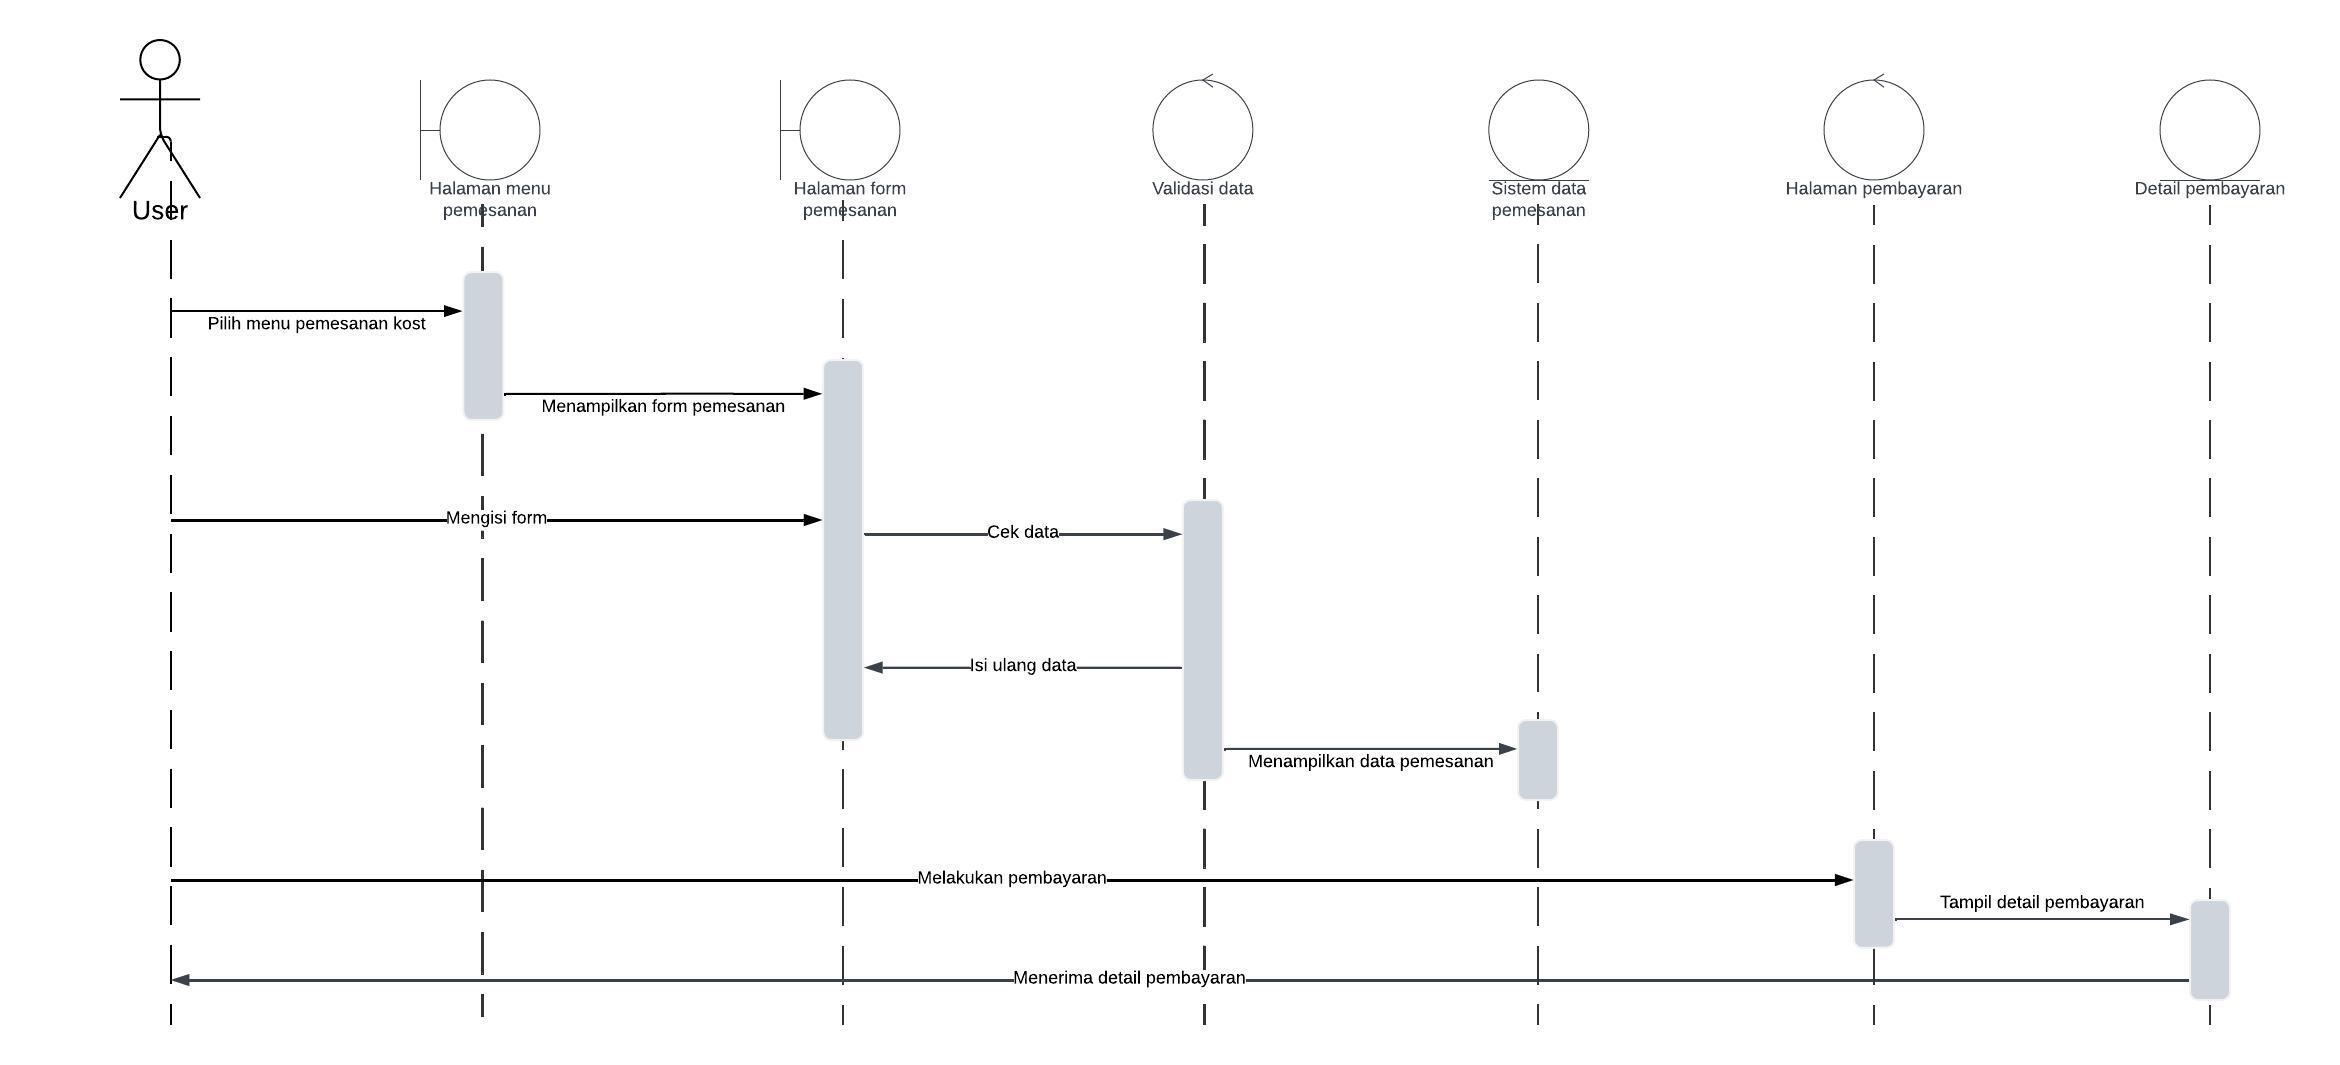 User
Halaman menu
pemesanan
Halaman form
pemesanan
Validasi data
Sistem data
pemesanan
Halaman pembayaran
Detail pembayaran
Pilih menu pemesanan kost
Menampilkan form pemesanan
Mengisi form
Cek data
Isi ulang data
Menampilkan data pemesanan
Melakukan pembayaran
Tampil detail pembayaran
Menerima detail pembayaran